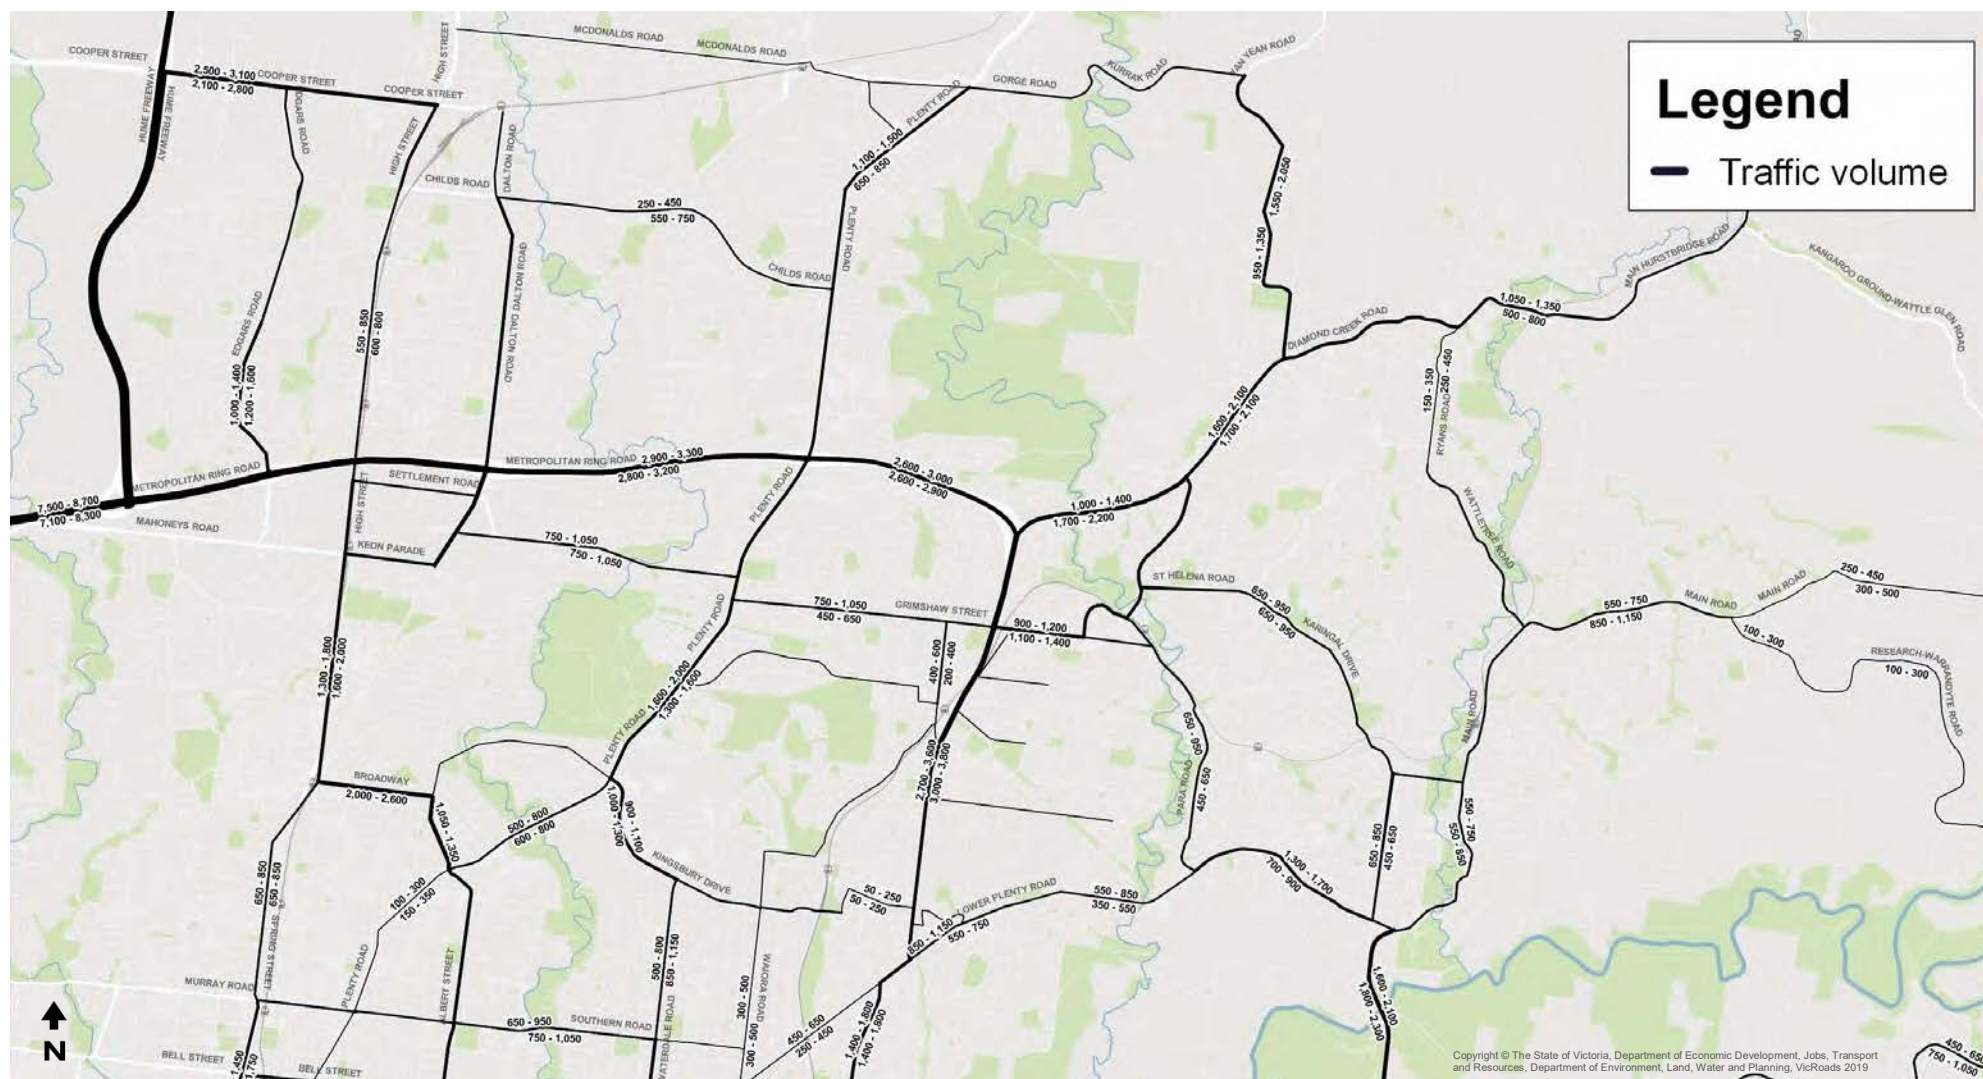 COOPER STREET
HIGH STREET
MCDONALDS ROAD
MCDONALDS ROAD
YAN YEAN ROAD
KURRAK ROAD
GORGE ROAD
PLENTY ROAD
Legend
Traffic volume
2,500 - 3,100
2,100 - 2,800
COOPER STREET
COOPER STREET
HUME FREEWAY
HUME FREEWAY
HIGH STREET
DALTON ROAD
CHILDS ROAD
1,100 - 1,500
650 - 850
250 - 450
550 - 750
PLENTY ROAD
CHILDS ROAD
1,550 - 2,050
950 - 1,350
MAIN HURSTBRIDGE ROAD
KANGAROO GROUND-WATTLE GLEN ROAD
1,050 - 1,350
500 - 800
DIAMOND CREEK ROAD
EDGARS ROAD
550 - 850
600 - 800
DALTON ROAD
DALTON ROAD
1,000 - 1,400
1,200 - 1,600
150 - 350
250 - 450
RYANS ROAD
1,600 - 2,100
1,700 - 2,100
METROPOLITAN RING ROAD
METROPOLITAN RING ROAD
2,900 - 3,300
2,800 - 3,200
2,600 - 3,000
2,600 - 2,900
SETTLEMENT ROAD
HIGH STREET
PLENTY ROAD
7,500 - 8,700
7,100 - 8,300
MAHONEYS ROAD
KEON PARADE
1,000 - 1,400
1,700 - 2,200
WATTLETREE ROAD
750 - 1,050
750 - 1,050
ST HELENA ROAD
650 - 950
650 - 950
KARINGAL DRIVE
750 - 1,050
450 - 650
GRIMSHAW STREET
PLENTY ROAD
900 - 1,200
1,100 - 1,400
250 - 450
300 - 500
MAIN ROAD
MAIN ROAD
550 - 750
850 - 1,150
100 - 300
RESEARCH-WARRANDYTE ROAD
100 - 300
1,300 - 1,800
1,600 - 2,000
400 - 600
200 - 400
1,600 - 2,000
1,300 - 1,600
PLENTY ROAD
MAIN ROAD
650 - 950
450 - 650
PARA ROAD
2,700 - 3,600
3,000 - 3,800
BROADWAY
2,000 - 2,600
1,050 - 1,350
500 - 800
600 - 800
1,000 - 1,300
900 - 1,100
KINGSBURY DRIVE
550 - 750
550 - 850
650 - 850
450 - 650
1,300 - 1,700
700 - 900
650 - 850
650 - 850
100 - 300
150 - 350
50 - 250
50 - 250
LOWER PLENTY ROAD
550 - 850
350 - 550
850 - 1,150
550 - 750
SPRING STREET
PLENTY ROAD
ALBERT STREET
500 - 800
850 - 1,150
WAIORA ROAD
300 - 500
300 - 500
MURRAY ROAD
650 - 950
750 - 1,050
SOUTHERN ROAD
WATERDALE ROAD
450 - 650
250 - 450
1,400 - 1,800
1,400 - 1,800
1,600 - 2,100
1,800 - 2,300
N
BELL STREET
BELL STREET
Copyright © The State of Victoria, Department of Economic Development, Jobs, Transport
and Resources, Department of Environment, Land, Water and Planning, VicRoads 2019
750 - 1,050